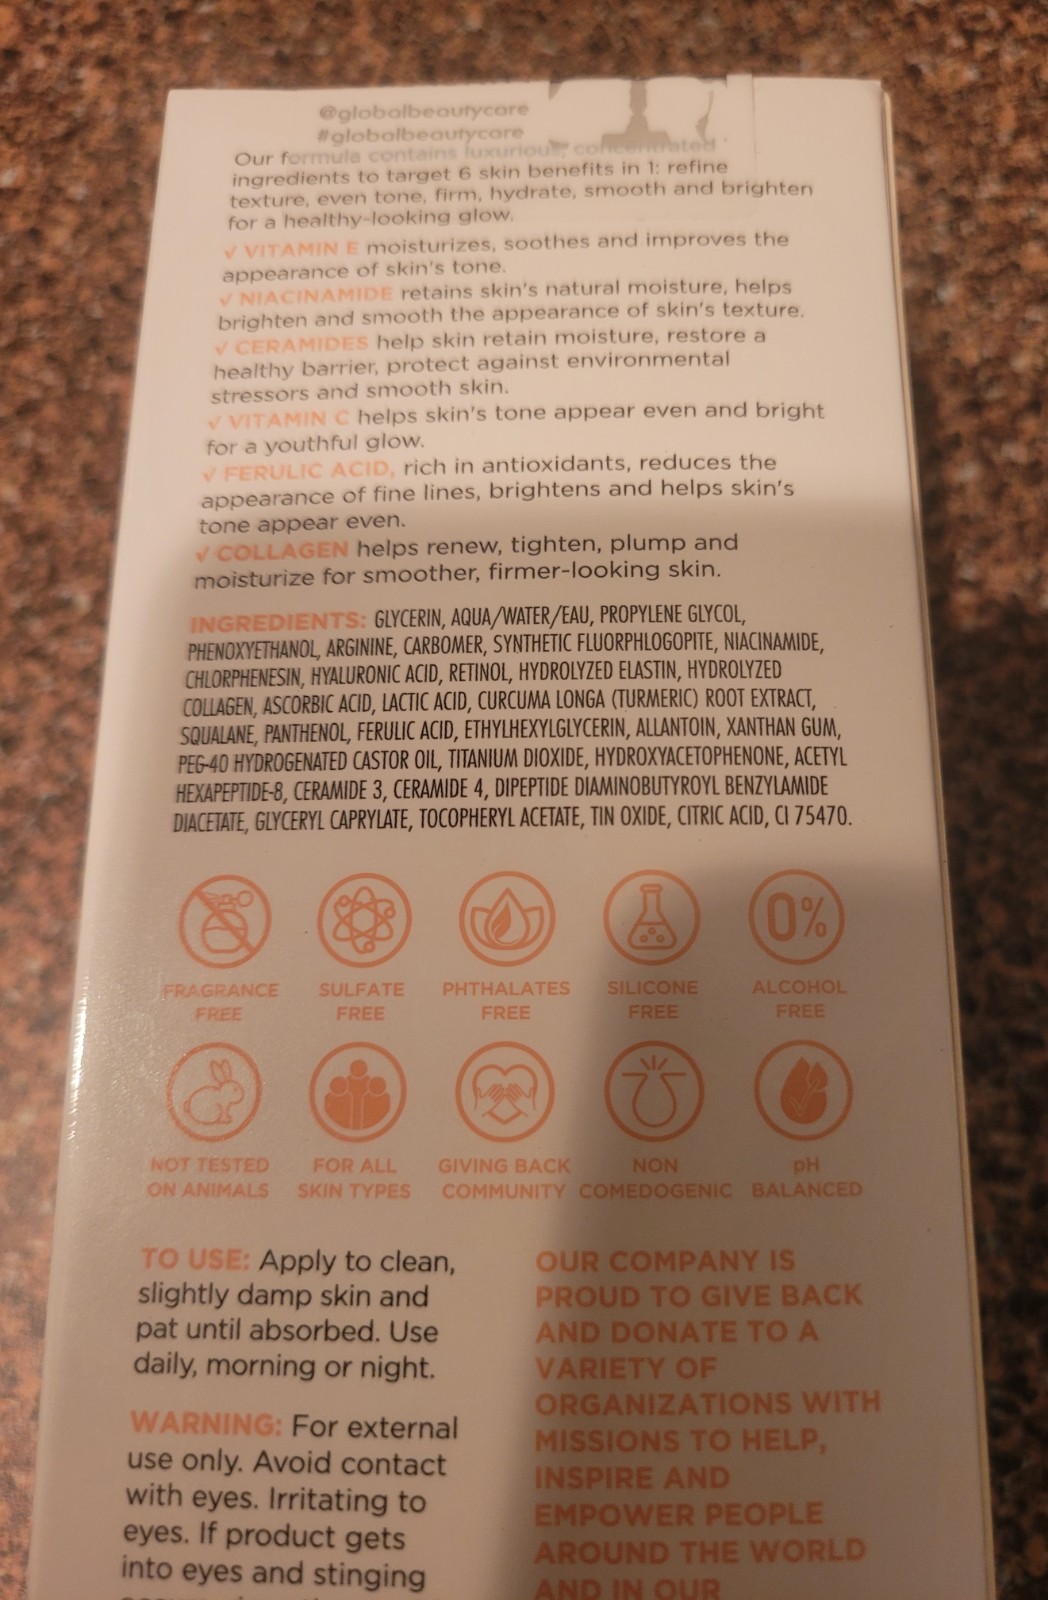 @globalbeautycare
#globalbeautycare
Our formula contains luxurious, concentrated
ingredients to target 6 skin benefits in 1: refine
texture, even tone, firm, hydrate, smooth and brighten
for a healthy-looking glow.
√ VITAMIN E moisturizes, soothes and improves the
appearance of skin's tone.
√ NIACINAMIDE retains skin's natural moisture, helps
brighten and smooth the appearance of skin's texture.
√ CERAMIDES help skin retain moisture, restore a
healthy barrier, protect against environmental
stressors and smooth skin.
√ VITAMIN C helps skin's tone appear even and bright
for a youthful glow.
√ FERULIC ACID, rich in antioxidants, reduces the
appearance of fine lines, brightens and helps skin's
tone appear even.
√ COLLAGEN helps renew, tighten, plump and
moisturize for smoother, firmer-looking skin.
INGREDIENTS: GLYCERIN, AQUA/WATER/EAU, PROPYLENE GLYCOL,
PHENOXYETHANOL, ARGININE, CARBOMER, SYNTHETIC FLUORPHLOGOPITE, NIACINAMIDE,
CHLORPHENESIN, HYALURONIC ACID, RETINOL, HYDROLYZED ELASTIN, HYDROLYZED
COLLAGEN, ASCORBIC ACID, LACTIC ACID, CURCUMA LONGA (TURMERIC) ROOT EXTRACT,
SQUALANE, PANTHENOL, FERULIC ACID, ETHYLHEXYLGLYCERIN, ALLANTOIN, XANTHAN GUM,
PEG-40 HYDROGENATED CASTOR OIL, TITANIUM DIOXIDE, HYDROXYACETOPHENONE, ACETYL
HEXAPEPTIDE-8, CERAMIDE 3, CERAMIDE 4, DIPEPTIDE DIAMINOBUTYROYL BENZYLAMIDE
DIACETATE, GLYCERYL CAPRYLATE, TOCOPHERYL ACETATE, TIN OXIDE, CITRIC ACID, CI 75470.
0%
FRAGRANCE FREE
SULFATE FREE
PHTHALATES FREE
SILICONE FREE
ALCOHOL FREE
NOT TESTED ON ANIMALS
FOR ALL SKIN TYPES
GIVING BACK COMMUNITY
NON COMEDOGENIC
pH BALANCED
TO USE: Apply to clean,
slightly damp skin and
pat until absorbed. Use
daily, morning or night.
WARNING: For external
use only. Avoid contact
with eyes. Irritating to
eyes. If product gets
into eyes and stinging
OUR COMPANY IS
PROUD TO GIVE BACK
AND DONATE TO A
VARIETY OF
ORGANIZATIONS WITH
MISSIONS TO HELP,
INSPIRE AND
EMPOWER PEOPLE
AROUND THE WORLD
AND IN OUR